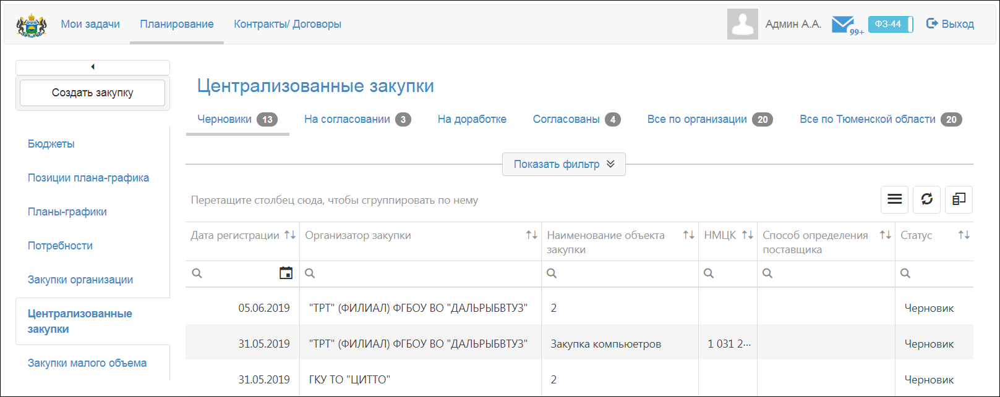 Мои задачи Планирование Контракты/ Договоры Админ А.А. 99+ ФЗ-44 Выход
Создать закупку
Бюджеты
Позиции плана-графика
Планы-графики
Потребности
Закупки организации
Централизованные
закупки
Закупки малого объема
Централизованные закупки
Черновики 13 На согласовании 3 На доработке Согласованы 4 Все по организации 20 Все по Тюменской области 20
Показать фильтр
Перетащите столбец сюда, чтобы сгруппировать по нему
Дата регистрации Организатор закупки Наименование объекта НМЦК Способ определения Статус
закупки поставщика
05.06.2019 "ТРТ" (ФИЛИАЛ) ФГБОУ ВО "ДАЛЬРЫБВТУЗ" 2 Черновик
31.05.2019 "ТРТ" (ФИЛИАЛ) ФГБОУ ВО "ДАЛЬРЫБВТУЗ" Закупка компьюетров 1 031 2... Черновик
31.05.2019 ГКУ ТО "ЦИТТО" 2 Черновик